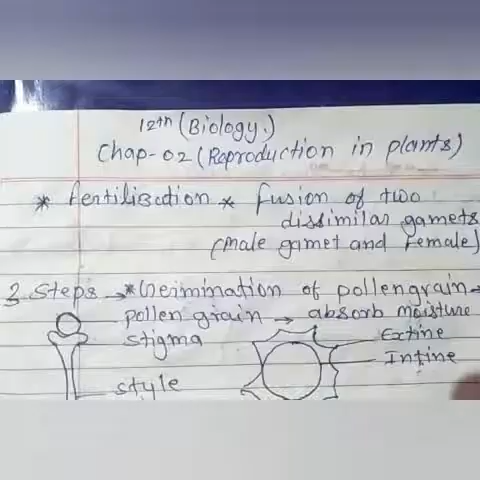 12th (Biology.)
Chap-02 (Reproduction in plants)
* fertilisation * fusion of two
dissimilar gamets
(male gamet and Female)
3 Steps → * Germination of pollengrain →
pollen grain → absorb moisture
stigma
Extine
Intine
style